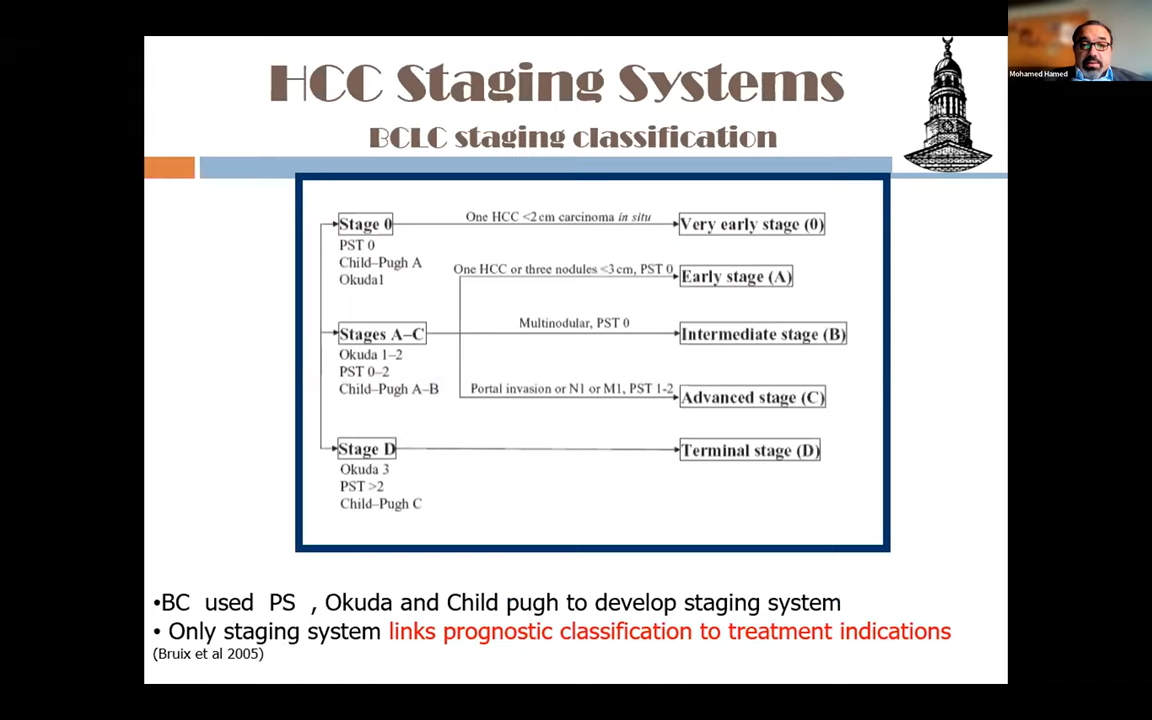 HCC Staging Systems
BCLC staging classification
Mohamed Hamed
Stage 0
PST 0
Child–Pugh A
Okuda1
One HCC <2cm carcinoma in situ
Very early stage (0)
One HCC or three nodules <3cm, PST 0
Early stage (A)
Stages A–C
Okuda 1–2
PST 0–2
Child–Pugh A–B
Multinodular, PST 0
Intermediate stage (B)
Portal invasion or N1 or M1, PST 1-2
Advanced stage (C)
Stage D
Okuda 3
PST >2
Child–Pugh C
Terminal stage (D)
•BC used PS , Okuda and Child pugh to develop staging system
• Only staging system links prognostic classification to treatment indications
(Bruix et al 2005)